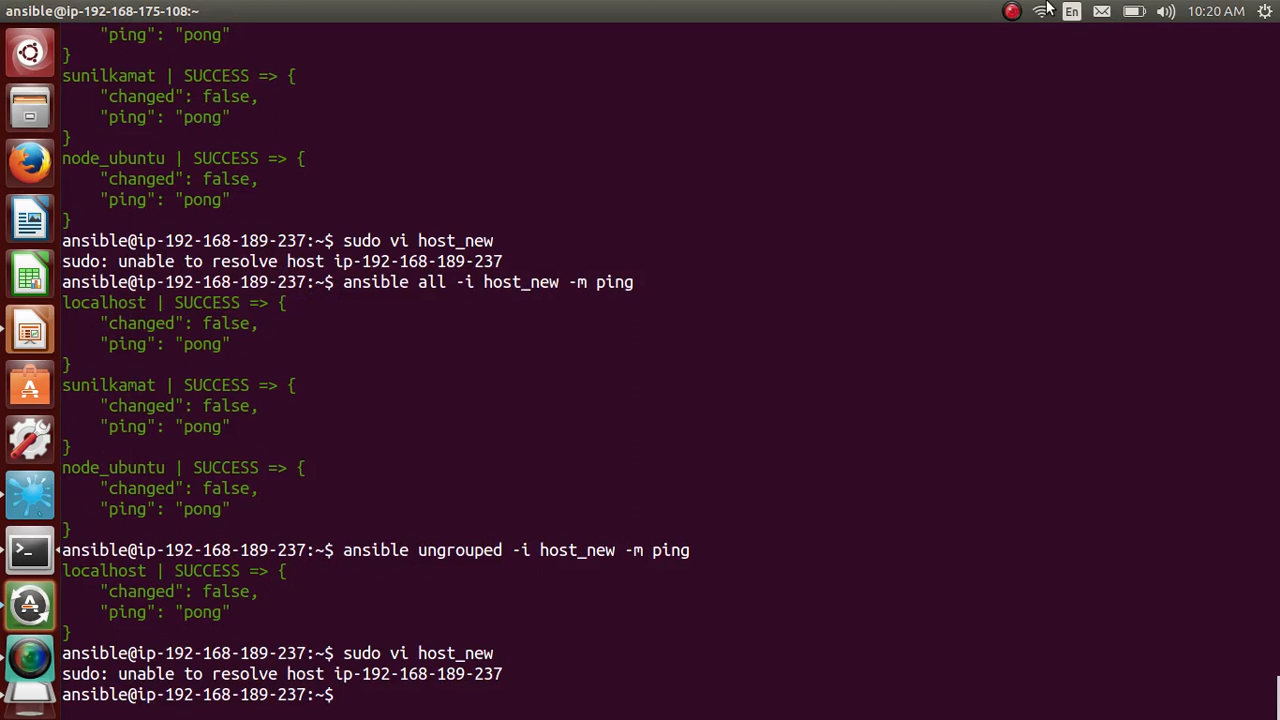 ansible@ip-192-168-175-108:~
En
10:20 AM
    "ping": "pong"
}
sunilkamat | SUCCESS => {
    "changed": false,
    "ping": "pong"
}
node_ubuntu | SUCCESS => {
    "changed": false,
    "ping": "pong"
}
ansible@ip-192-168-189-237:~$ sudo vi host_new
sudo: unable to resolve host ip-192-168-189-237
ansible@ip-192-168-189-237:~$ ansible all -i host_new -m ping
localhost | SUCCESS => {
    "changed": false,
    "ping": "pong"
}
sunilkamat | SUCCESS => {
    "changed": false,
    "ping": "pong"
}
node_ubuntu | SUCCESS => {
    "changed": false,
    "ping": "pong"
}
ansible@ip-192-168-189-237:~$ ansible ungrouped -i host_new -m ping
localhost | SUCCESS => {
    "changed": false,
    "ping": "pong"
}
ansible@ip-192-168-189-237:~$ sudo vi host_new
sudo: unable to resolve host ip-192-168-189-237
ansible@ip-192-168-189-237:~$